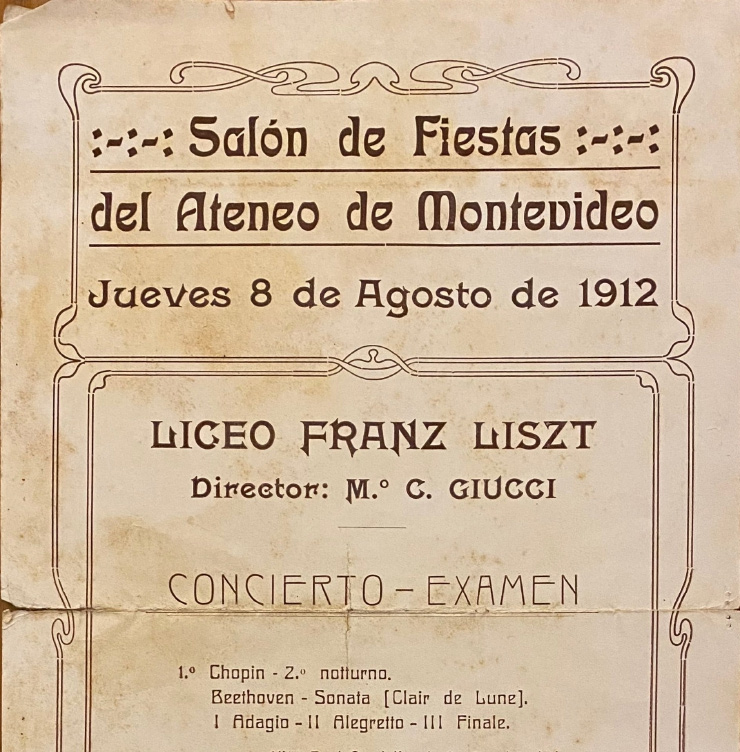 :-:-: Salón de Fiestas :-:-:
del Ateneo de Montevideo
Jueves 8 de Agosto de 1912
LICEO FRANZ LISZT
Director: M.º C. GIUCCI
CONCIERTO – EXAMEN
1.º Chopin - 2.º notturno.
Beethoven - Sonata [Clair de Lune].
I Adagio - II Alegretto - III Finale.